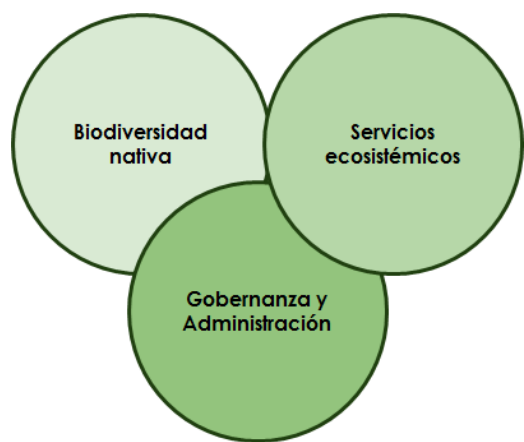 Biodiversidad
nativa
Servicios
ecosistémicos
Gobernanza y
Administración